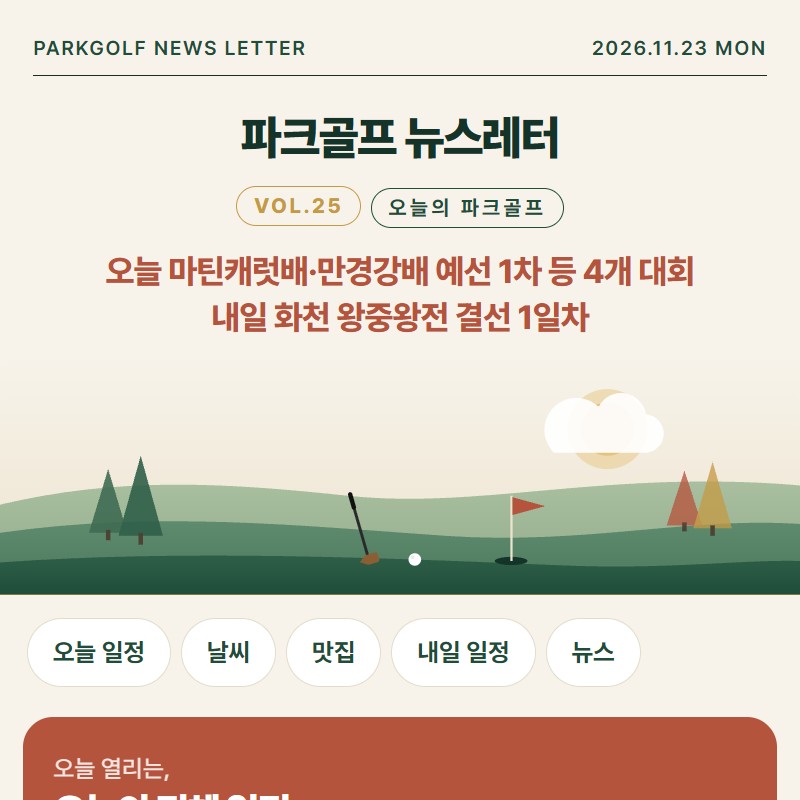 PARKGOLF NEWS LETTER
2026.11.23 MON
파크골프 뉴스레터
VOL.25
오늘의 파크골프
오늘 마틴캐럿배·만경강배 예선 1차 등 4개 대회
내일 화천 왕중왕전 결선 1일차
오늘 일정
날씨
맛집
내일 일정
뉴스
오늘 열리는,